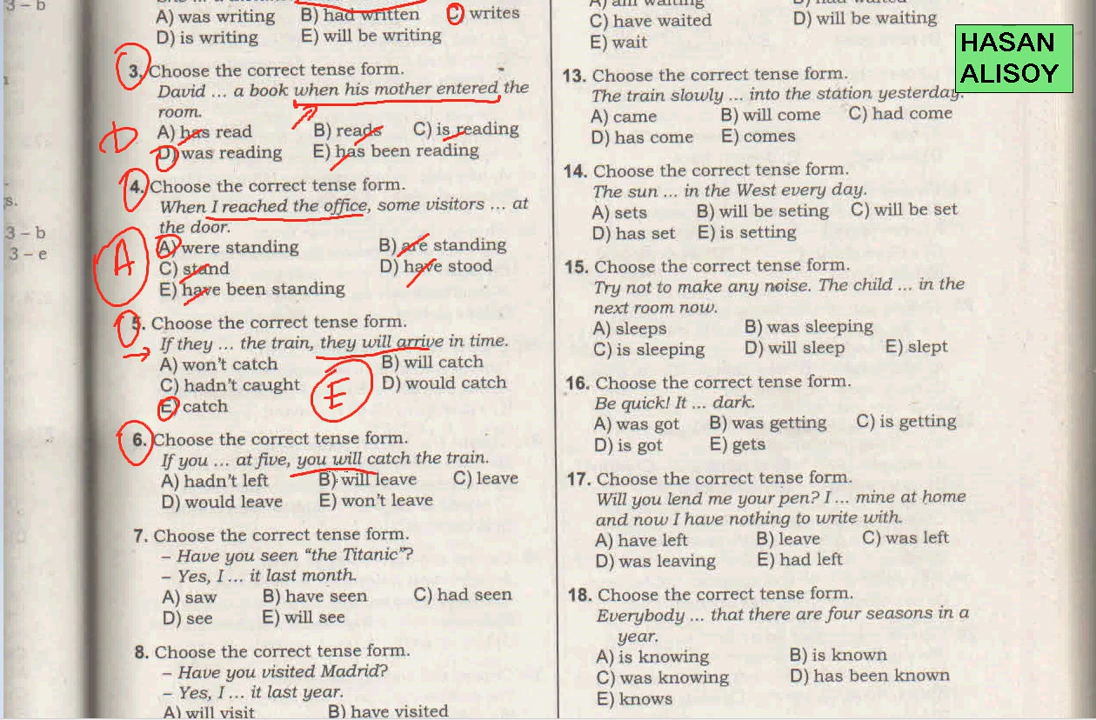 3 – b
s.
3 – b
3 – e
A) was writing B) had written C) writes
D) is writing E) will be writing
3. Choose the correct tense form.
David ... a book when his mother entered the
room.
A) has read B) reads C) is reading
D) was reading E) has been reading
D
4. Choose the correct tense form.
When I reached the office, some visitors ... at
the door.
A) were standing B) are standing
C) stand D) have stood
E) have been standing
A
5. Choose the correct tense form.
If they ... the train, they will arrive in time.
A) won't catch B) will catch
C) hadn't caught D) would catch
E) catch
E
6. Choose the correct tense form.
If you ... at five, you will catch the train.
A) hadn't left B) will leave C) leave
D) would leave E) won't leave
7. Choose the correct tense form.
– Have you seen "the Titanic"?
– Yes, I ... it last month.
A) saw B) have seen C) had seen
D) see E) will see
8. Choose the correct tense form.
– Have you visited Madrid?
– Yes, I ... it last year.
A) will visit B) have visited
C) have waited D) will be waiting
E) wait
13. Choose the correct tense form.
The train slowly ... into the station yesterday.
A) came B) will come C) had come
D) has come E) comes
14. Choose the correct tense form.
The sun ... in the West every day.
A) sets B) will be seting C) will be set
D) has set E) is setting
15. Choose the correct tense form.
Try not to make any noise. The child ... in the
next room now.
A) sleeps B) was sleeping
C) is sleeping D) will sleep E) slept
16. Choose the correct tense form.
Be quick! It ... dark.
A) was got B) was getting C) is getting
D) is got E) gets
17. Choose the correct tense form.
Will you lend me your pen? I ... mine at home
and now I have nothing to write with.
A) have left B) leave C) was left
D) was leaving E) had left
18. Choose the correct tense form.
Everybody ... that there are four seasons in a
year.
A) is knowing B) is known
C) was knowing D) has been known
E) knows
HASAN
ALISOY